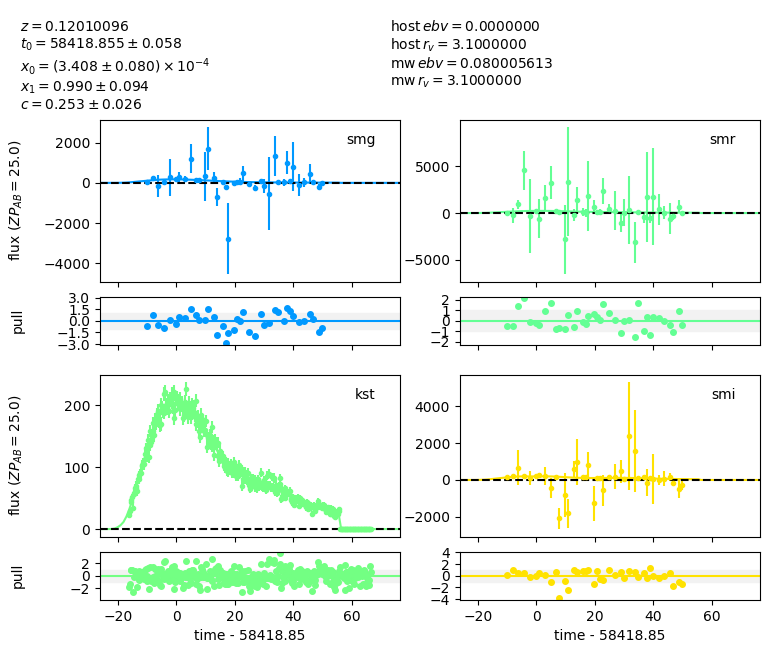 z = 0.12010096
t₀ = 58418.855 ± 0.058
x₀ = (3.408 ± 0.080) × 10⁻⁴
x₁ = 0.990 ± 0.094
c = 0.253 ± 0.026
host ebv = 0.0000000
host r_v = 3.1000000
mw ebv = 0.080005613
mw r_v = 3.1000000
flux (ZP_AB = 25.0)
2000
0
−2000
−4000
smg
5000
0
−5000
smr
pull
3.0
1.5
0.0
−1.5
−3.0
2
1
0
−1
−2
flux (ZP_AB = 25.0)
200
100
0
kst
4000
2000
0
−2000
smi
pull
2
0
−2
4
2
0
−2
−4
−20 0 20 40 60
time - 58418.85
−20 0 20 40 60
time - 58418.85